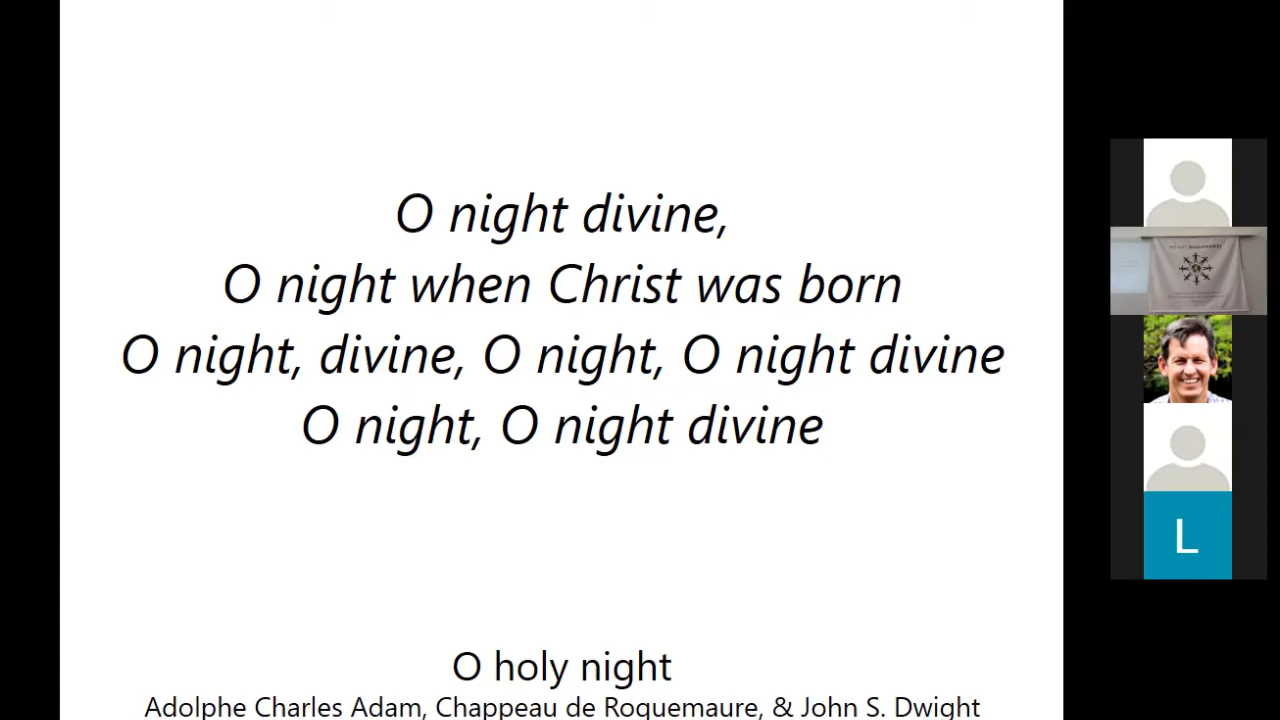 O night divine,
O night when Christ was born
O night, divine, O night, O night divine
O night, O night divine
O holy night
Adolphe Charles Adam, Chappeau de Roquemaure, & John S. Dwight
L